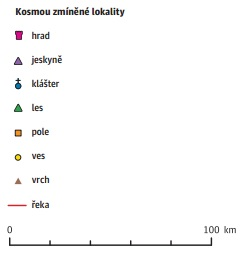 Kosmou zmíněné lokality
hrad
jeskyně
klášter
les
pole
ves
vrch
řeka
0 100 km